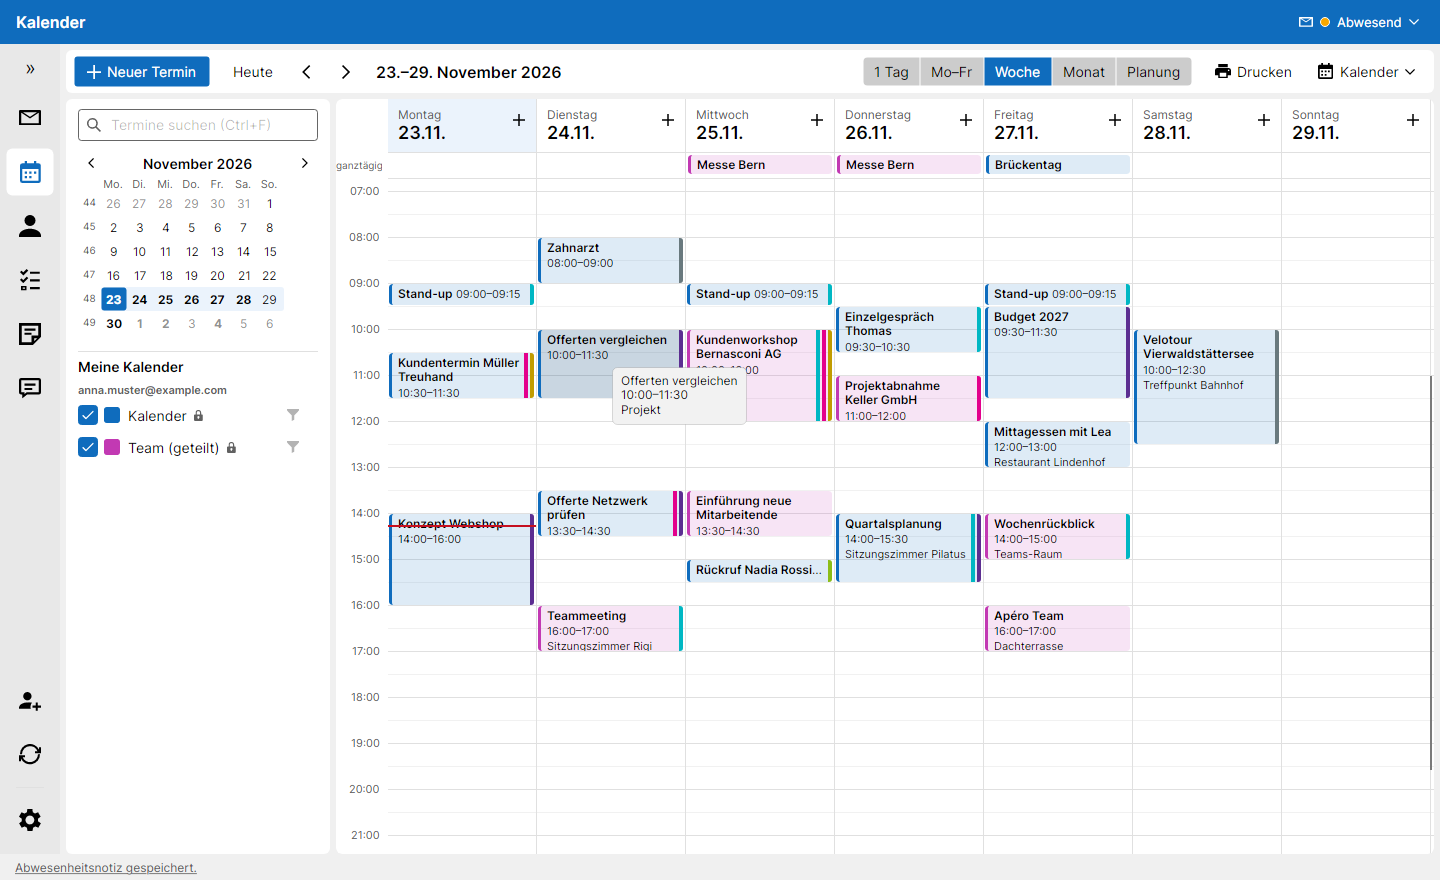 Kalender
Abwesend
Neuer Termin
Heute
23.–29. November 2026
1 Tag
Mo–Fr
Woche
Monat
Planung
Drucken
Kalender
Termine suchen (Ctrl+F)
November 2026
Mo. Di. Mi. Do. Fr. Sa. So.
44 26 27 28 29 30 31 1
45 2 3 4 5 6 7 8
46 9 10 11 12 13 14 15
47 16 17 18 19 20 21 22
48 23 24 25 26 27 28 29
49 30 1 2 3 4 5 6
Meine Kalender
anna.muster@example.com
Kalender
Team (geteilt)
Montag
23.11.
Dienstag
24.11.
Mittwoch
25.11.
Donnerstag
26.11.
Freitag
27.11.
Samstag
28.11.
Sonntag
29.11.
ganztägig
Messe Bern
Messe Bern
Brückentag
07:00
08:00
09:00
10:00
11:00
12:00
13:00
14:00
15:00
16:00
17:00
18:00
19:00
20:00
21:00
Stand-up 09:00–09:15
Kundentermin Müller
Treuhand
10:30–11:30
Konzept Webshop
14:00–16:00
Zahnarzt
08:00–09:00
Offerten vergleichen
10:00–11:30
Offerten vergleichen
10:00–11:30
Projekt
Offerte Netzwerk
prüfen
13:30–14:30
Teammeeting
16:00–17:00
Sitzungszimmer Rigi
Stand-up 09:00–09:15
Kundenworkshop
Bernasconi AG
Einführung neue
Mitarbeitende
13:30–14:30
Rückruf Nadia Rossi...
Einzelgespräch
Thomas
09:30–10:30
Projektabnahme
Keller GmbH
11:00–12:00
Quartalsplanung
14:00–15:30
Sitzungszimmer Pilatus
Stand-up 09:00–09:15
Budget 2027
09:30–11:30
Mittagessen mit Lea
12:00–13:00
Restaurant Lindenhof
Wochenrückblick
14:00–15:00
Teams-Raum
Apéro Team
16:00–17:00
Dachterrasse
Velotour
Vierwaldstättersee
10:00–12:30
Treffpunkt Bahnhof
Abwesenheitsnotiz gespeichert.